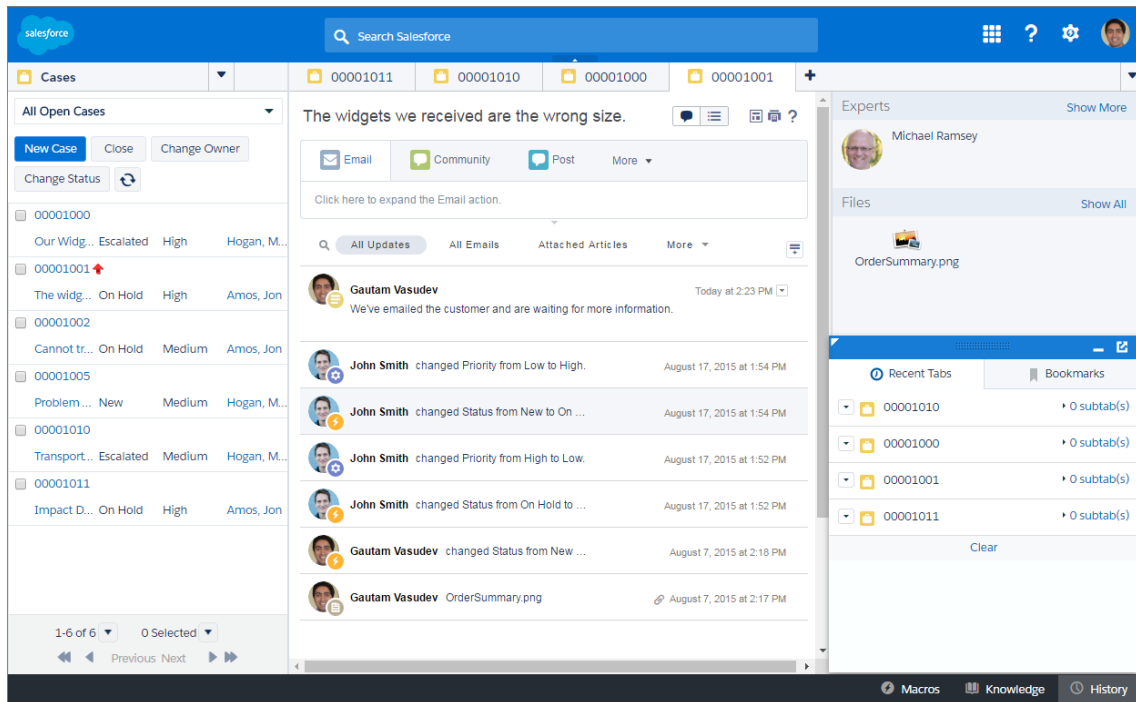 salesforce
Search Salesforce
Cases
00001011
00001010
00001000
00001001
+
All Open Cases
New Case
Close
Change Owner
Change Status
00001000
Our Widg... Escalated High Hogan, M...
00001001
The widg... On Hold High Amos, Jon
00001002
Cannot tr... On Hold Medium Amos, Jon
00001005
Problem ... New Medium Hogan, M...
00001010
Transport... Escalated Medium Hogan, M...
00001011
Impact D... On Hold High Amos, Jon
1-6 of 6
0 Selected
Previous Next
The widgets we received are the wrong size.
?
Email
Community
Post
More
Click here to expand the Email action.
All Updates
All Emails
Attached Articles
More
Gautam Vasudev Today at 2:23 PM
We've emailed the customer and are waiting for more information.
John Smith changed Priority from Low to High. August 17, 2015 at 1:54 PM
John Smith changed Status from New to On ... August 17, 2015 at 1:54 PM
John Smith changed Priority from High to Low. August 17, 2015 at 1:52 PM
John Smith changed Status from On Hold to ... August 17, 2015 at 1:52 PM
Gautam Vasudev changed Status from New ... August 7, 2015 at 2:18 PM
Gautam Vasudev OrderSummary.png August 7, 2015 at 2:17 PM
Experts Show More
Michael Ramsey
Files Show All
OrderSummary.png
Recent Tabs
Bookmarks
00001010 0 subtab(s)
00001000 0 subtab(s)
00001001 0 subtab(s)
00001011 0 subtab(s)
Clear
Macros
Knowledge
History